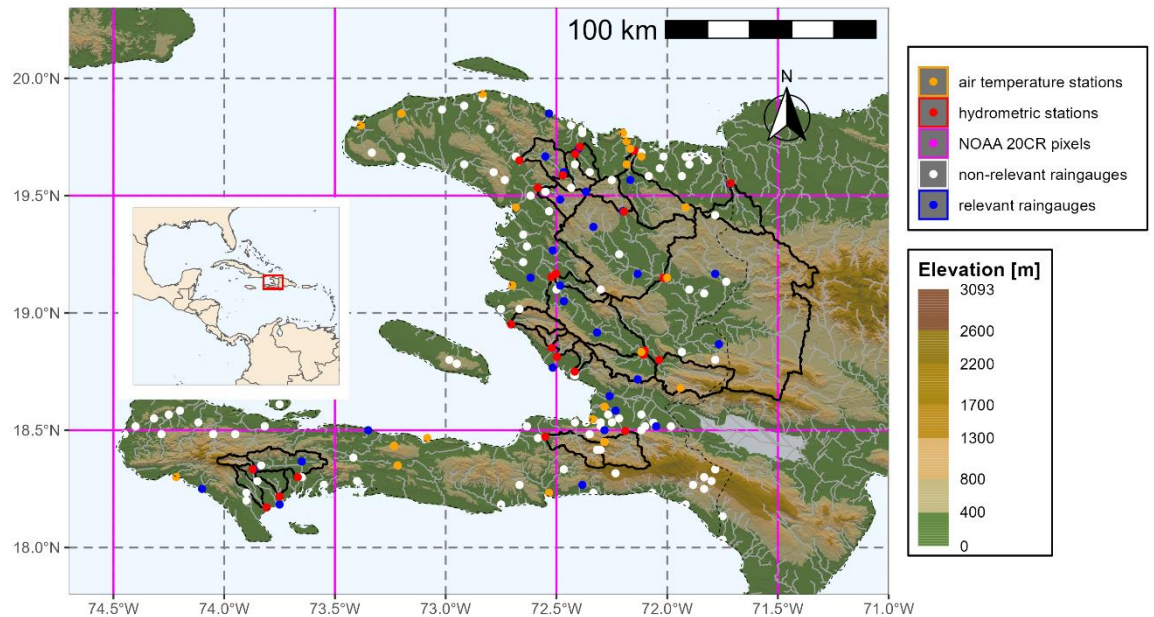 100 km
N
20.0°N
19.5°N
19.0°N
18.5°N
18.0°N
74.5°W 74.0°W 73.5°W 73.0°W 72.5°W 72.0°W 71.5°W 71.0°W
air temperature stations
hydrometric stations
NOAA 20CR pixels
non-relevant raingauges
relevant raingauges
Elevation [m]
3093
2600
2200
1700
1300
800
400
0